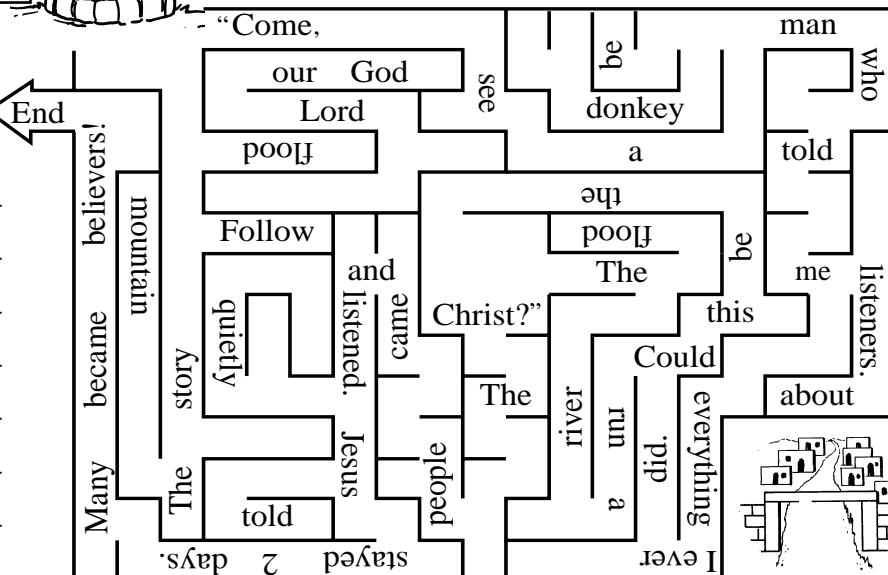 “Come,
man
be
who
our God
see
End
Lord
donkey
believers!
flood
a
told
mountain
the
Follow
flood
be
and
The
me
listeners.
quietly
listened.
came
Christ?”
this
became
story
Could
The
about
river
run
everything
Jesus
people
did.
Many
The
told
a
days.
2
stayed
I ever